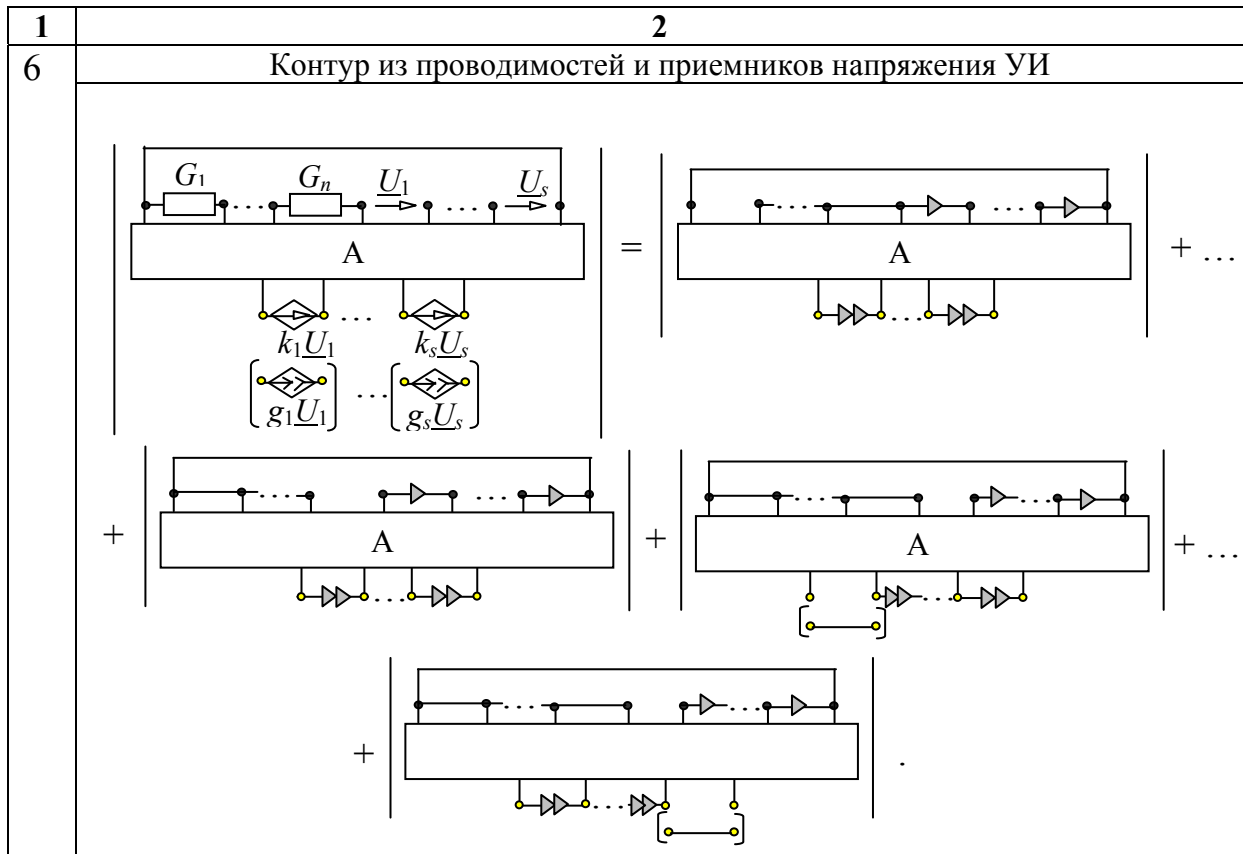 1 2
6 Контур из проводимостей и приемников напряжения УИ
G1 Gn U1 Us
. . . . . . . .
A = A + …
. . . . . .
k1U1 ksUs
. . .
g1U1 gsUs
+ A + A + …
+ .